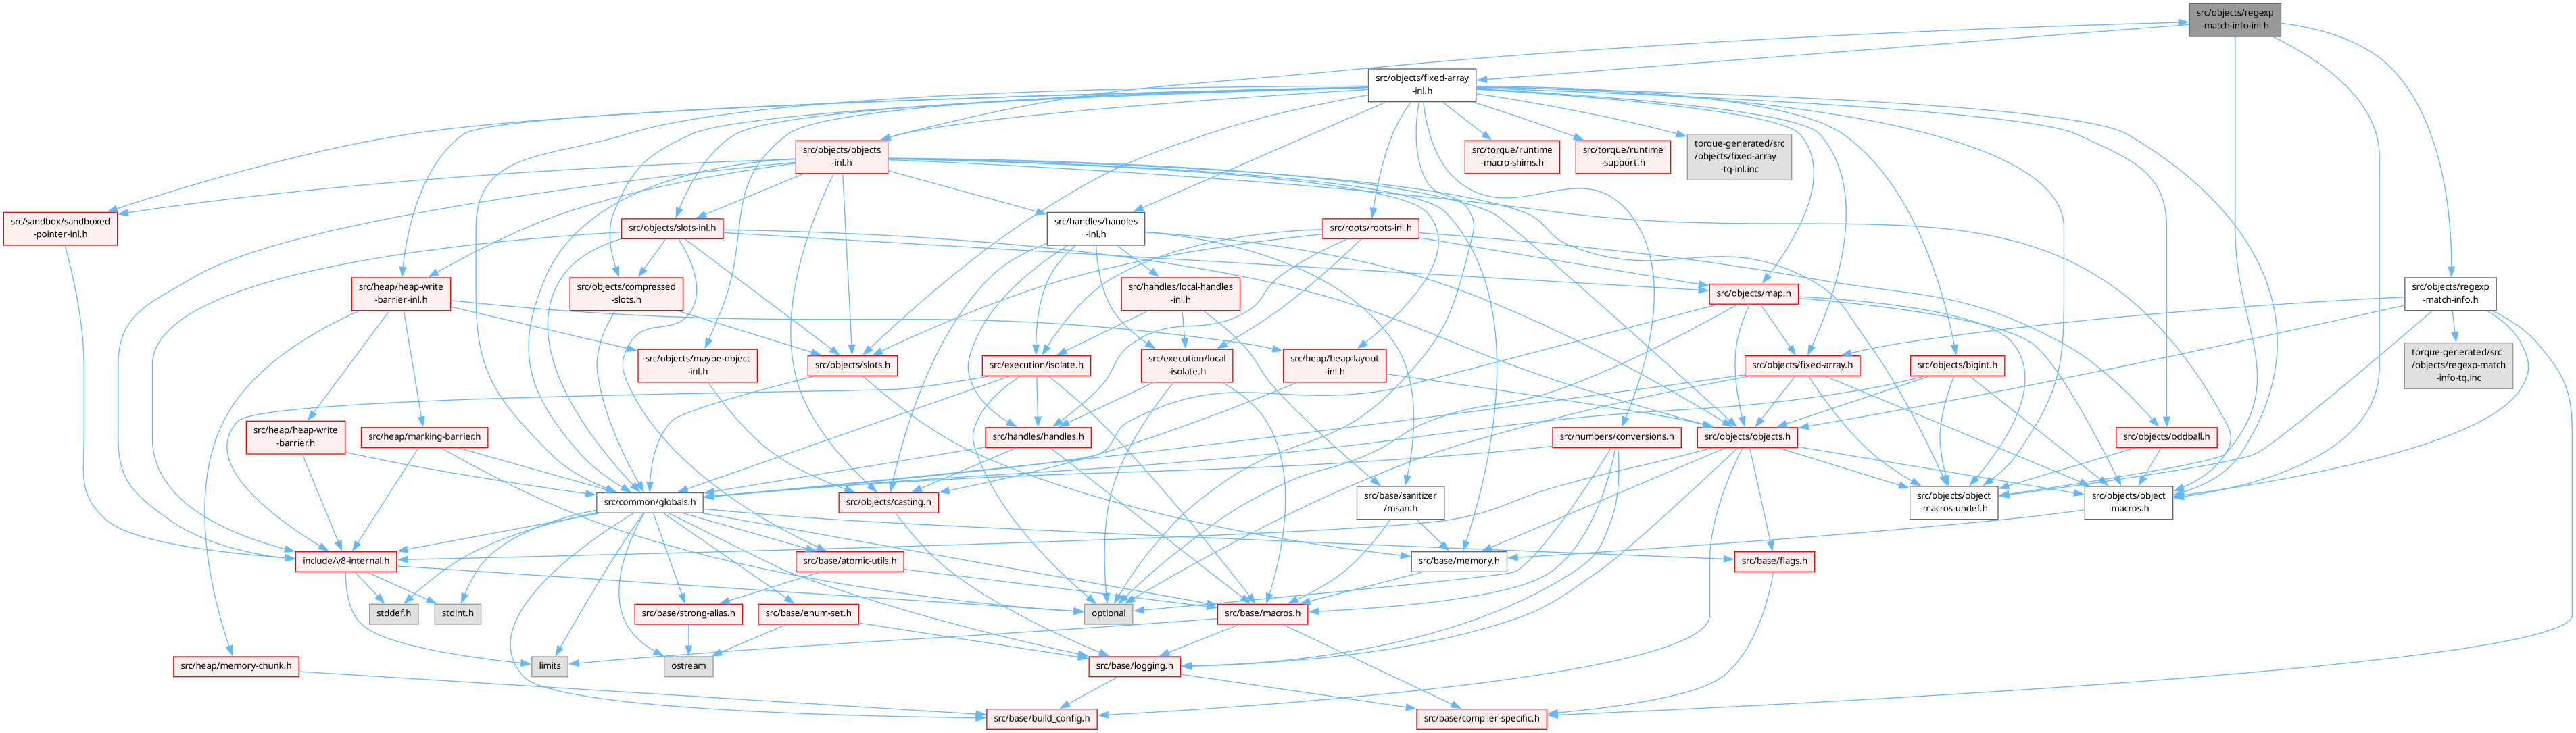 src/objects/regexp
-match-info-inl.h
src/objects/fixed-array
-inl.h
src/objects/objects
-inl.h
src/torque/runtime
-macro-shims.h
src/torque/runtime
-support.h
torque-generated/src
/objects/fixed-array
-tq-inl.inc
src/sandbox/sandboxed
-pointer-inl.h
src/objects/slots-inl.h
src/handles/handles
-inl.h
src/roots/roots-inl.h
src/heap/heap-write
-barrier-inl.h
src/objects/compressed
-slots.h
src/handles/local-handles
-inl.h
src/objects/map.h
src/objects/regexp
-match-info.h
src/objects/maybe-object
-inl.h
src/objects/slots.h
src/execution/isolate.h
src/execution/local
-isolate.h
src/heap/heap-layout
-inl.h
src/objects/fixed-array.h
src/objects/bigint.h
torque-generated/src
/objects/regexp-match
-info-tq.inc
src/heap/heap-write
-barrier.h
src/heap/marking-barrier.h
src/handles/handles.h
src/numbers/conversions.h
src/objects/objects.h
src/objects/oddball.h
src/common/globals.h
src/objects/casting.h
src/base/sanitizer
/msan.h
src/objects/object
-macros-undef.h
src/objects/object
-macros.h
include/v8-internal.h
src/base/atomic-utils.h
src/base/memory.h
src/base/flags.h
stddef.h
stdint.h
src/base/strong-alias.h
src/base/enum-set.h
optional
src/base/macros.h
src/heap/memory-chunk.h
limits
ostream
src/base/logging.h
src/base/build_config.h
src/base/compiler-specific.h